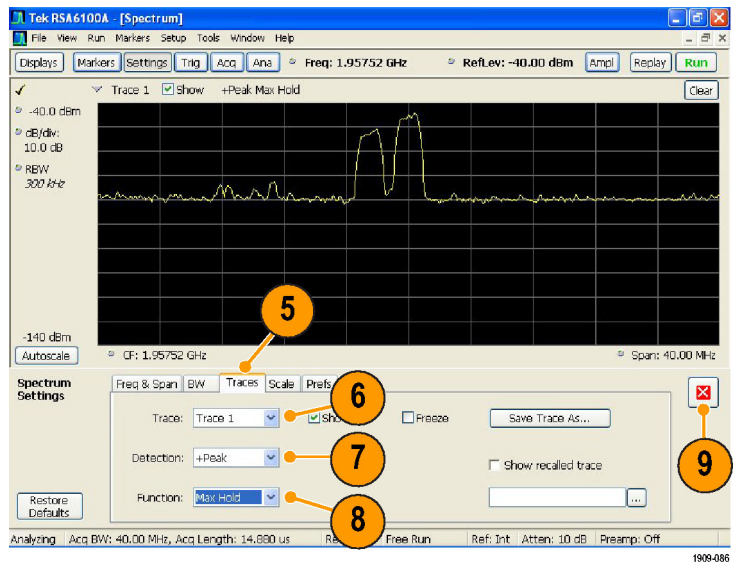 Tek RSA6100A - [Spectrum]
File View Run Markers Setup Tools Window Help
Displays Markers Settings Trig Acq Ana Freq: 1.95752 GHz RefLev: -40.00 dBm Ampl Replay Run
Trace 1 Show +Peak Max Hold Clear
-40.0 dBm
dB/div:
10.0 dB
RBW
300 kHz
5
-140 dBm
Autoscale CF: 1.95752 GHz Span: 40.00 MHz
Spectrum
Settings
Freq & Span BW Traces Scale Prefs
6
Trace: Trace 1 Sho Freeze Save Trace As...
7
9
Detection: +Peak Show recalled trace
Function: Max Hold ...
8
Restore
Defaults
Analyzing Acq BW: 40.00 MHz, Acq Length: 14.880 us Re Free Run Ref: Int Atten: 10 dB Preamp: Off
1909-086